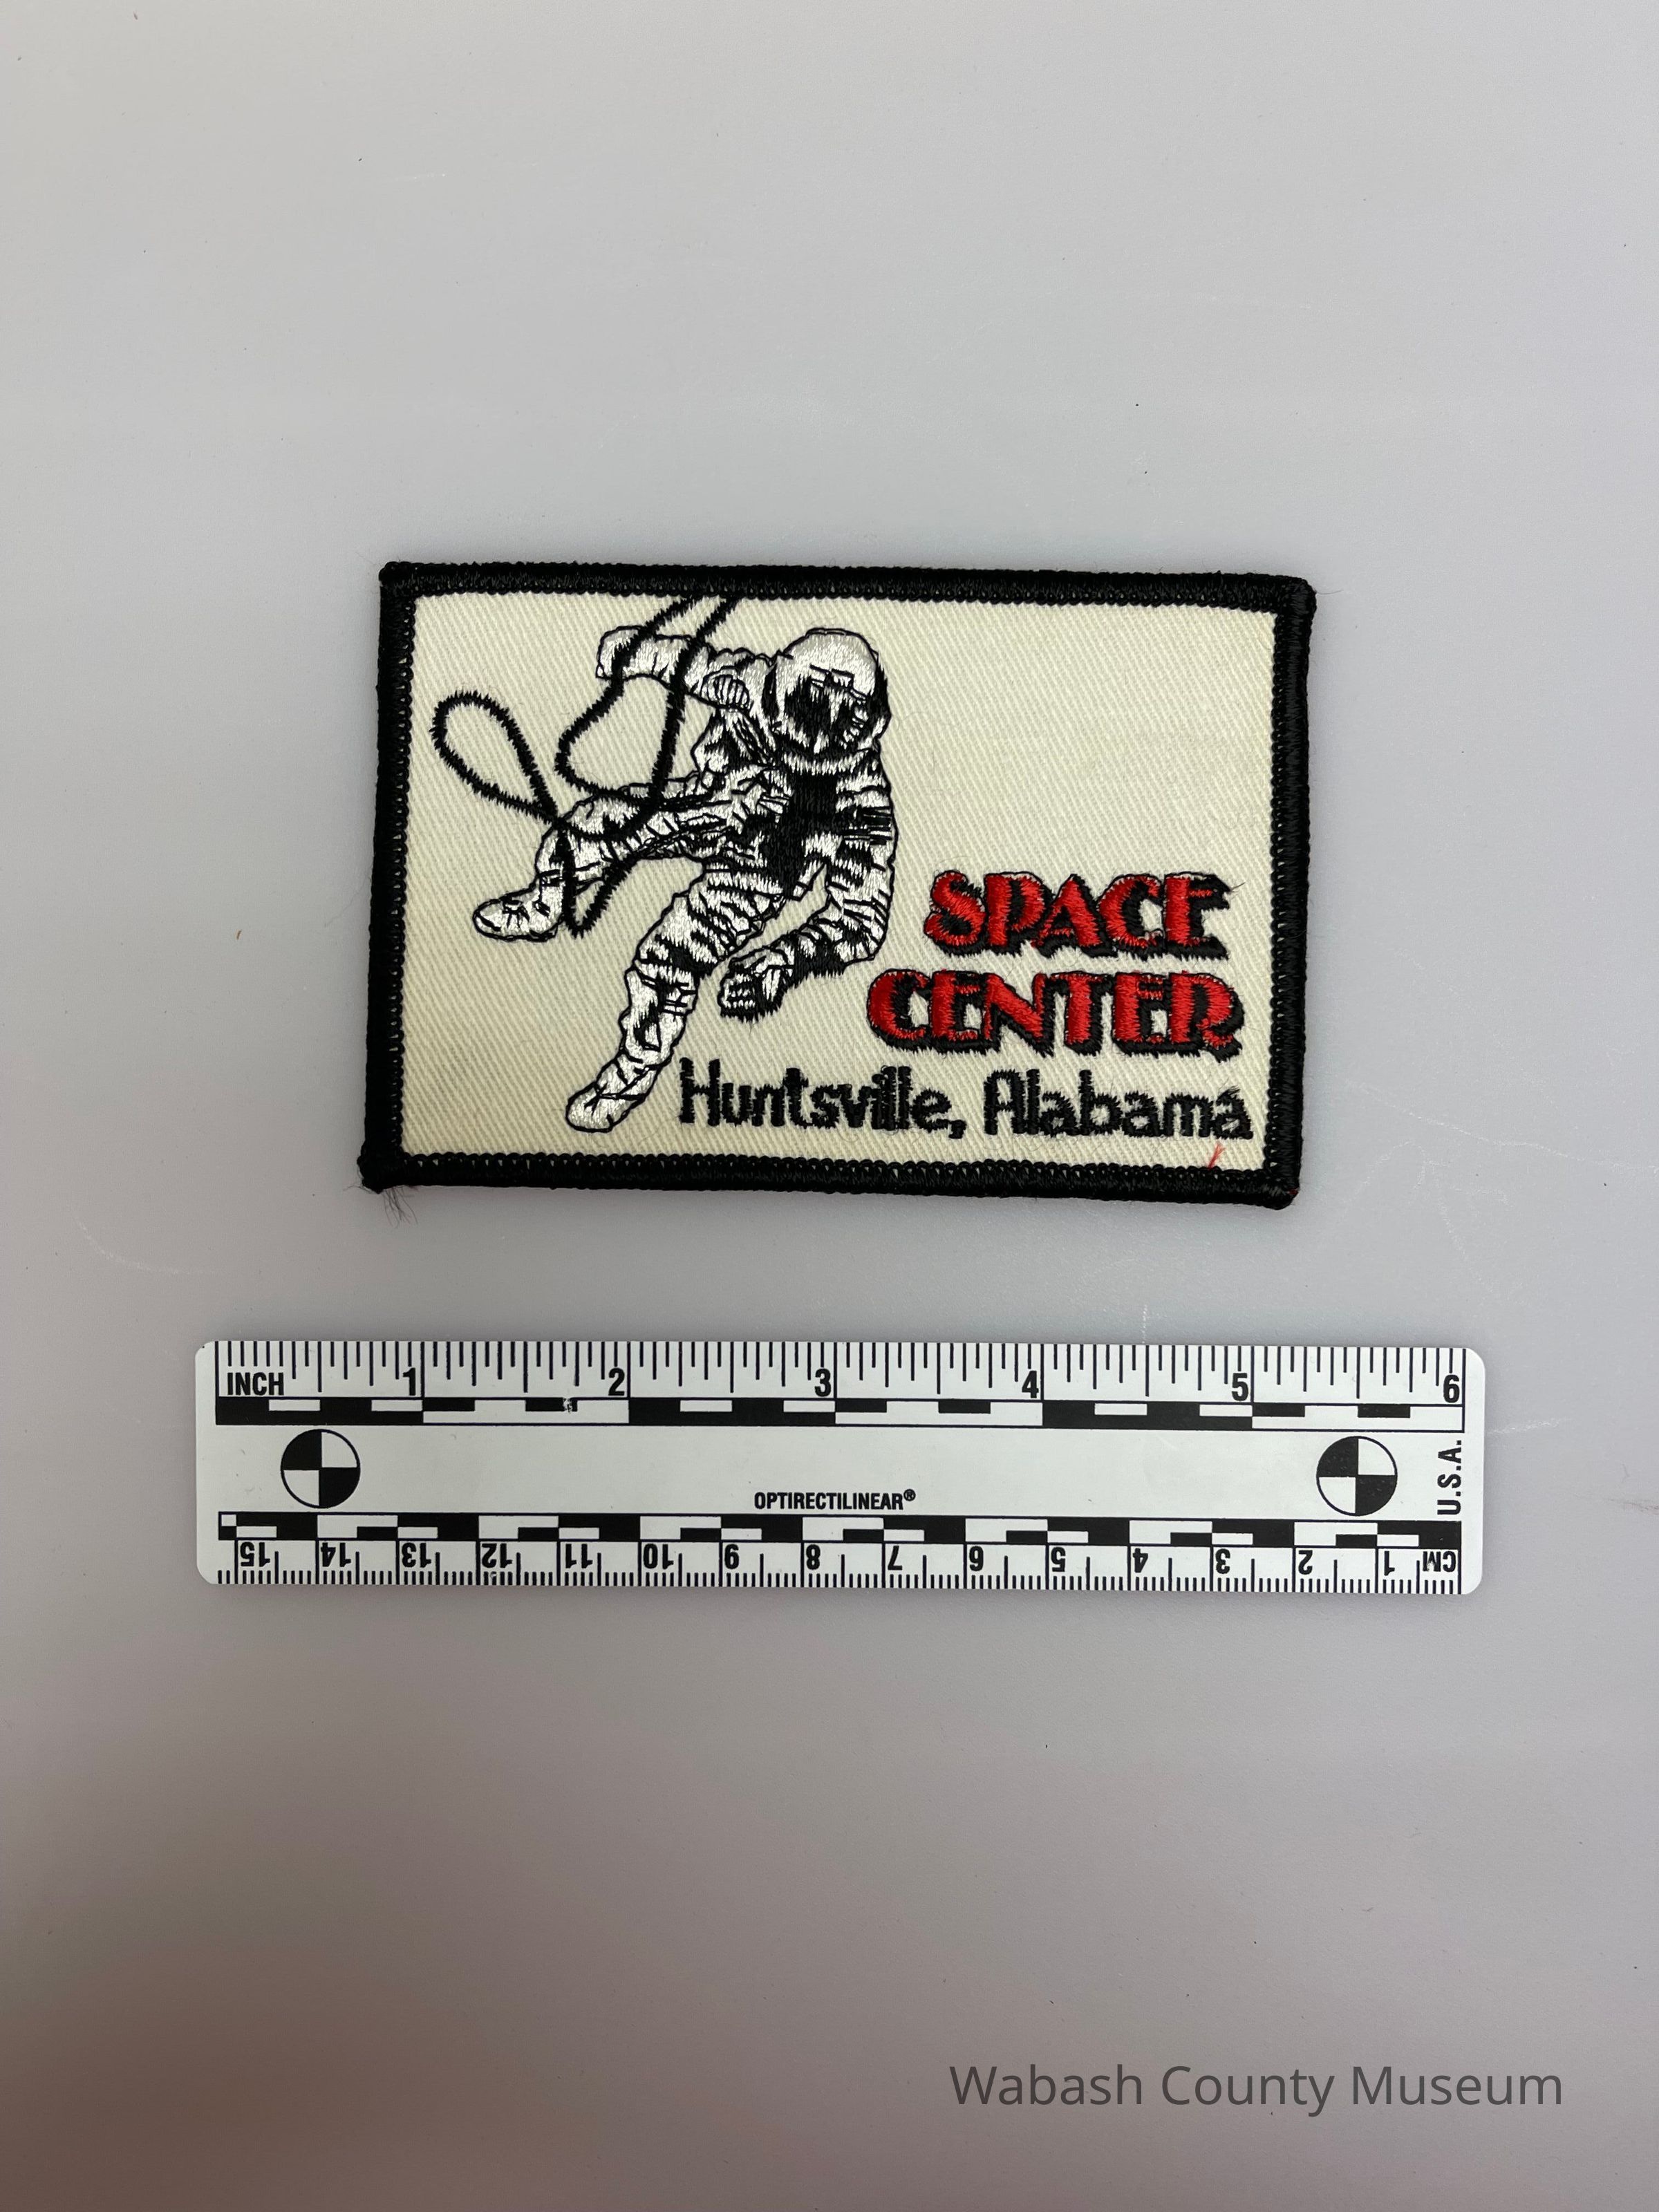 SPACE
CENTER
Huntsville, Alabama
INCH 1 2 3 4 5 6
U.S.A.
OPTIRECTILINEAR®
15 14 13 12 11 10 9 8 7 6 5 4 3 2 1 CM
Wabash County Museum